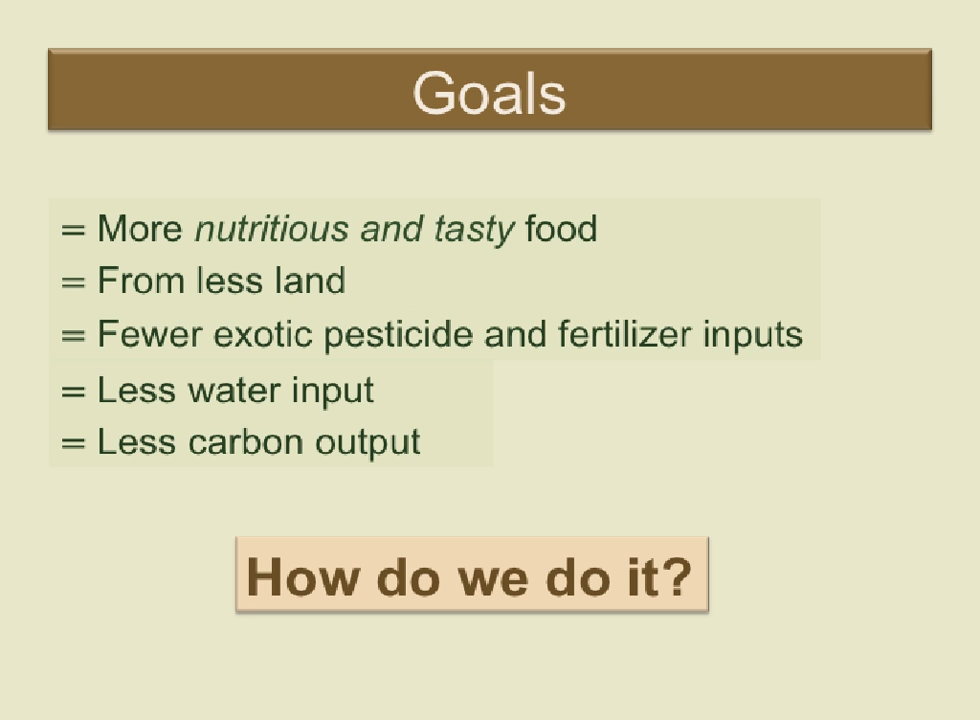 Goals
= More nutritious and tasty food
= From less land
= Fewer exotic pesticide and fertilizer inputs
= Less water input
= Less carbon output
How do we do it?